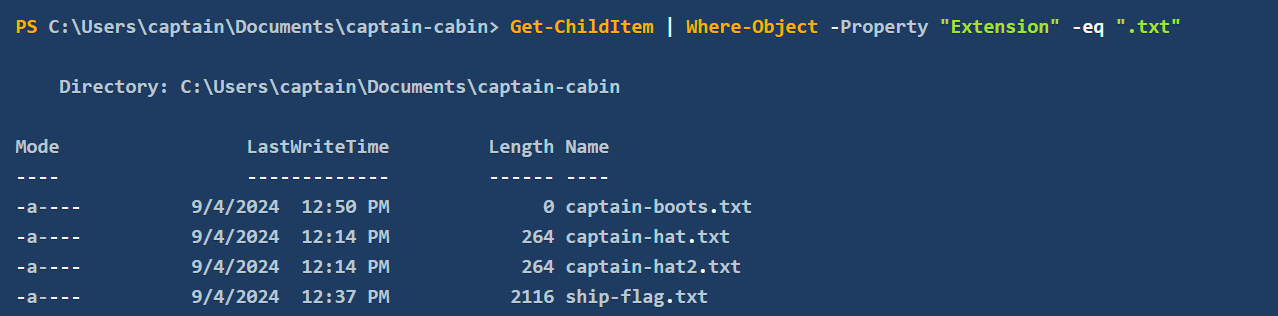 PS C:\Users\captain\Documents\captain-cabin> Get-ChildItem | Where-Object -Property "Extension" -eq ".txt"
Directory: C:\Users\captain\Documents\captain-cabin
Mode LastWriteTime Length Name
---- ------------- ------ ----
-a---- 9/4/2024 12:50 PM 0 captain-boots.txt
-a---- 9/4/2024 12:14 PM 264 captain-hat.txt
-a---- 9/4/2024 12:14 PM 264 captain-hat2.txt
-a---- 9/4/2024 12:37 PM 2116 ship-flag.txt